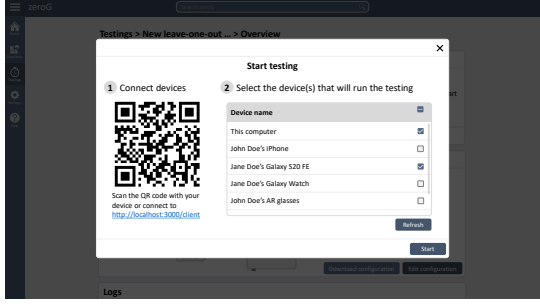 zeroG
Testings > New leave-one-out ... > Overview
Start testing
1 Connect devices
2 Select the device(s) that will run the testing
Device name
This computer
John Doe's iPhone
Jane Doe's Galaxy S20 FE
Jane Doe's Galaxy Watch
John Doe's AR glasses
Scan the QR code with your
device or connect to
http://localhost:3000/client
Refresh
Start
Download configuration
Edit configuration
Logs